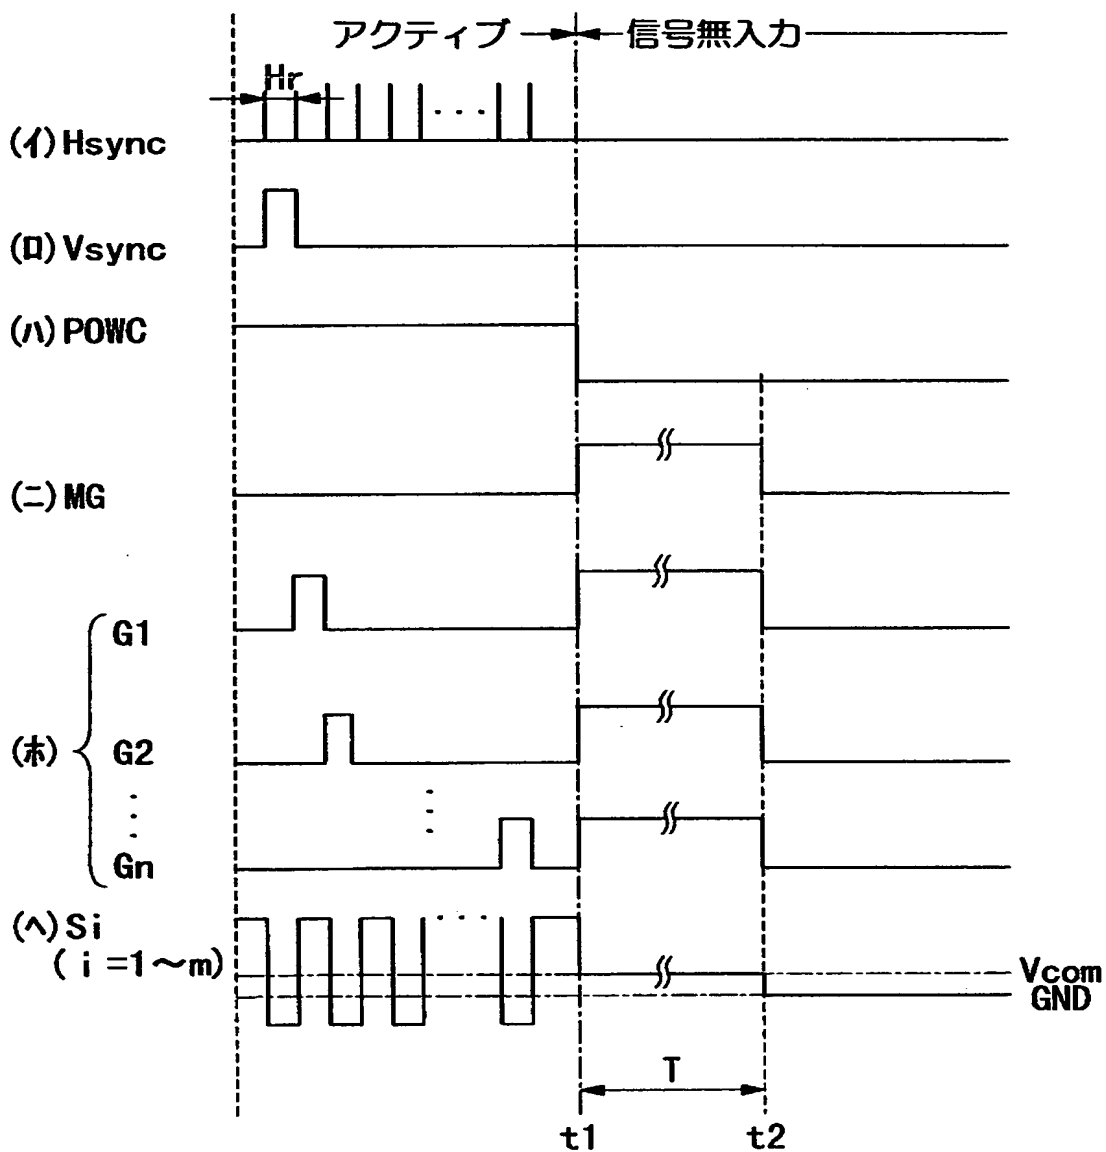 アクティブ 信号無入力
Hr
(イ) Hsync
(ロ) Vsync
(ハ) POWC
(ニ) MG
G1
(ホ) G2
Gn
(ヘ) Si
(i=1〜m)
Vcom
GND
T
t1 t2